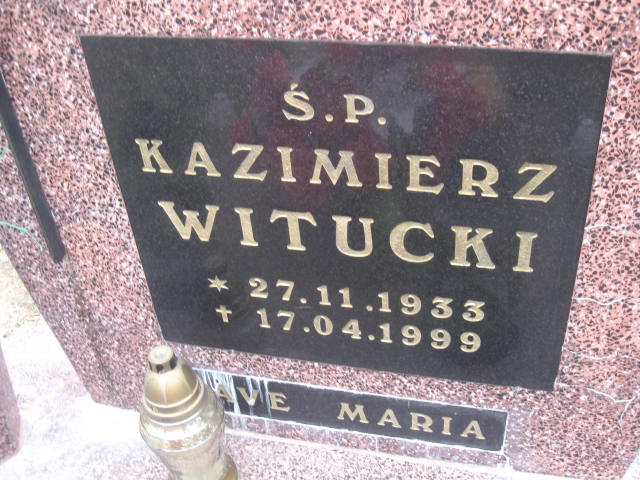 Ś.P.
KAZIMIERZ
WITUCKI
* 27.11.1933
† 17.04.1999
AVE MARIA